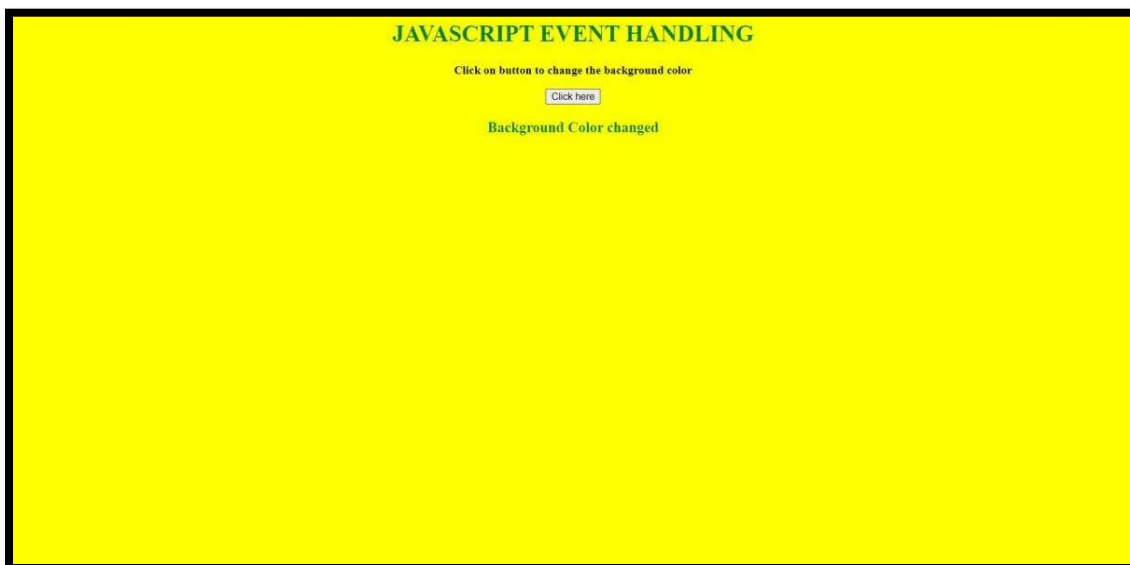 JAVASCRIPT EVENT HANDLING
Click on button to change the background color
Click here
Background Color changed